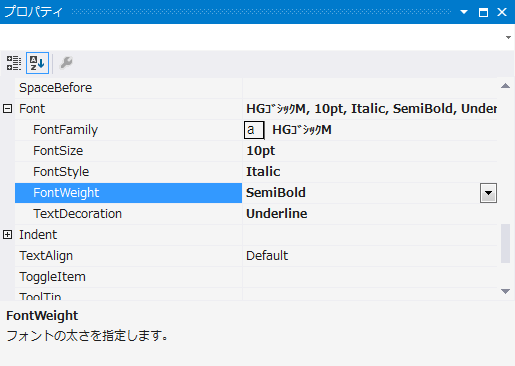 プロパティ
SpaceBefore
Font HGｺﾞｼｯｸM, 10pt, Italic, SemiBold, Under
FontFamily a HGｺﾞｼｯｸM
FontSize 10pt
FontStyle Italic
FontWeight SemiBold
TextDecoration Underline
Indent
TextAlign Default
ToggleItem
ToolTip
FontWeight
フォントの太さを指定します。